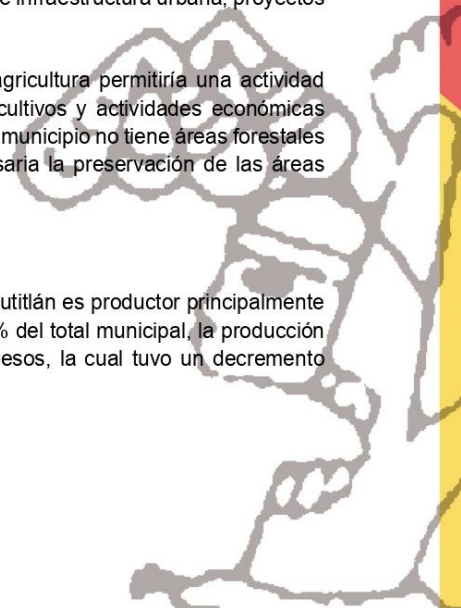 e infraestructura urbana, proyectos
agricultura permitiría una actividad
cultivos y actividades económicas
municipio no tiene áreas forestales
saria la preservación de las áreas
utitlán es productor principalmente
% del total municipal, la producción
esos, la cual tuvo un decremento